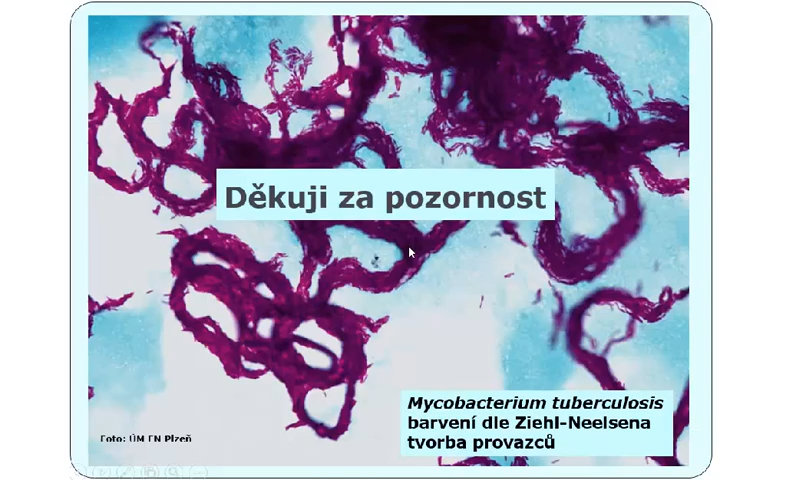 Děkuji za pozornost
Mycobacterium tuberculosis
barvení dle Ziehl-Neelsena
tvorba provazců
Foto: ÚM FN Plzeň